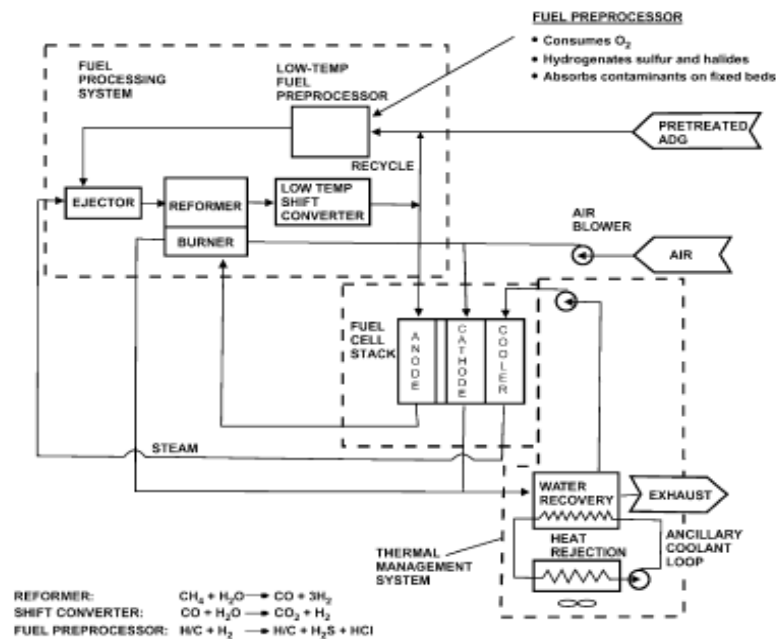 FUEL PREPROCESSOR
• Consumes O2
• Hydrogenates sulfur and halides
• Absorbs contaminants on fixed beds
FUEL
PROCESSING
SYSTEM
LOW-TEMP
FUEL
PREPROCESSOR
PRETREATED
ADG
RECYCLE
EJECTOR
REFORMER
LOW TEMP
SHIFT
CONVERTER
BURNER
AIR
BLOWER
AIR
FUEL
CELL
STACK
ANODE
CATHODE
COOLER
STEAM
WATER
RECOVERY
EXHAUST
HEAT
REJECTION
ANCILLARY
COOLANT
LOOP
THERMAL
MANAGEMENT
SYSTEM
REFORMER: CH4 + H2O → CO + 3H2
SHIFT CONVERTER: CO + H2O → CO2 + H2
FUEL PREPROCESSOR: H/C + H2 → H/C + H2S + HCl